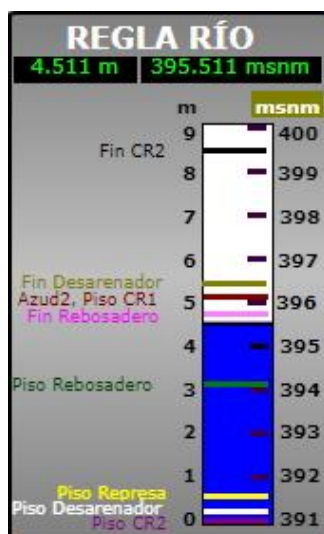 REGLA RÍO
4.511 m 395.511 msnm
m msnm
9 400
Fin CR2
8 399
7 398
6 397
Fin Desarenador
Azud2, Piso CR1
5 396
Fin Rebosadero
4 395
Piso Rebosadero
3 394
2 393
1 392
Piso Represa
Piso Desarenador
Piso CR2
0 391